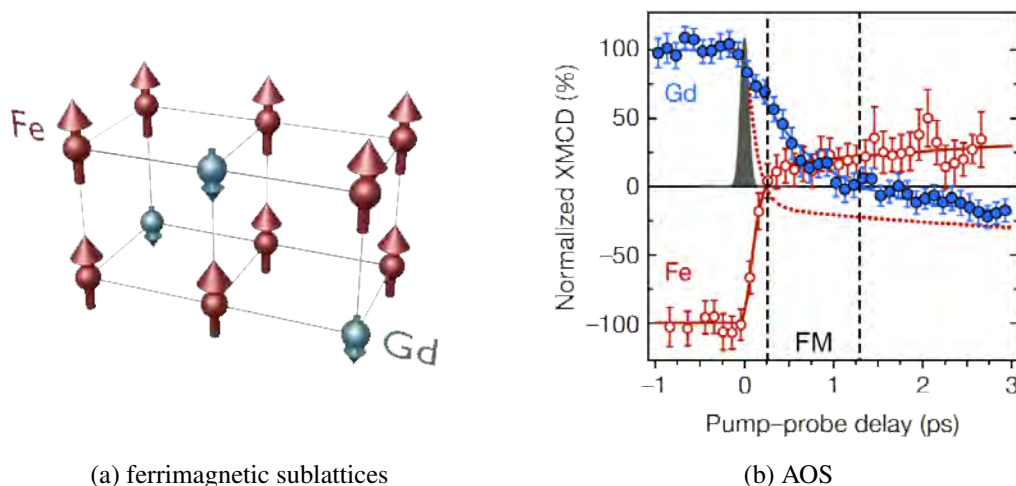 Fe
Gd
(a) ferrimagnetic sublattices
Normalized XMCD (%)
100
50
0
−50
−100
Gd
Fe
FM
−1
0
1
2
3
Pump–probe delay (ps)
(b) AOS